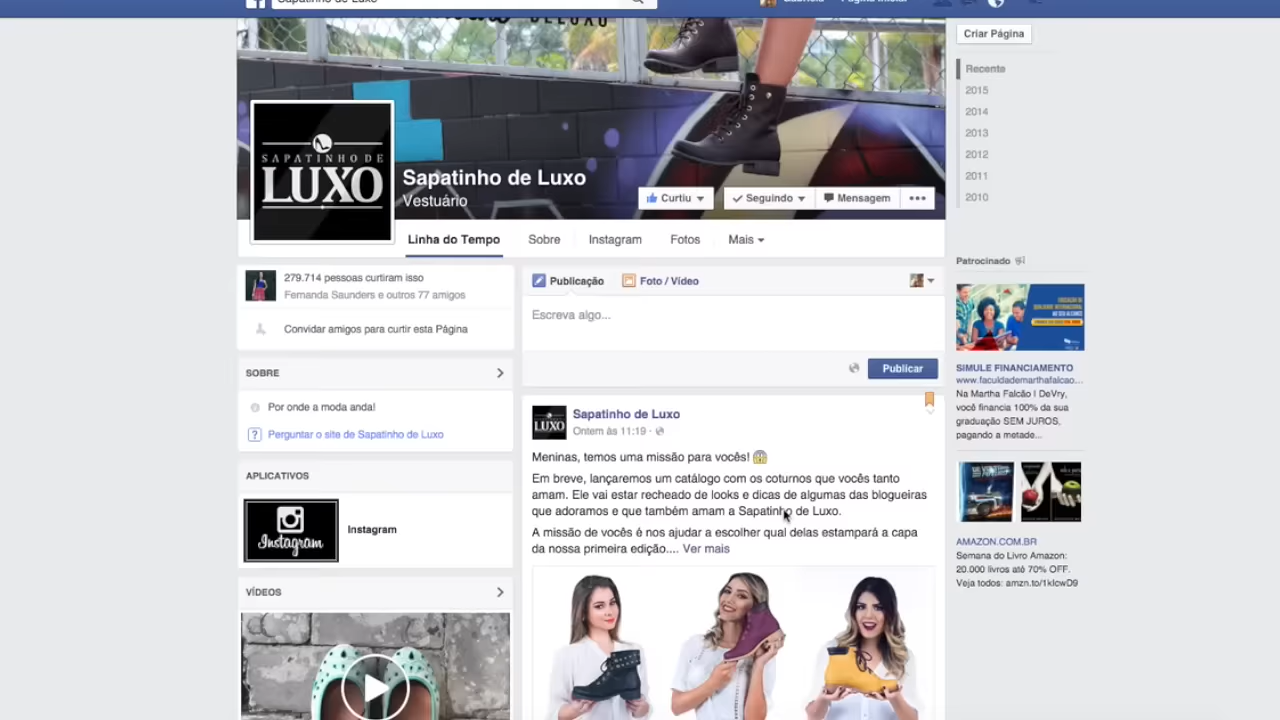 Sapatinho de Luxo
Gabriela
Página Inicial
DELUXO
Criar Página
Recente
2015
2014
2013
2012
2011
2010
SAPATINHO DE
LUXO
Sapatinho de Luxo
Vestuário
Curtiu
Seguindo
Mensagem
Linha do Tempo
Sobre
Instagram
Fotos
Mais
279.714 pessoas curtiram isso
Fernanda Saunders e outros 77 amigos
Convidar amigos para curtir esta Página
SOBRE
Por onde a moda anda!
Perguntar o site de Sapatinho de Luxo
APLICATIVOS
Instagram
Instagram
VÍDEOS
Publicação
Foto / Vídeo
Escreva algo...
Publicar
LUXO
Sapatinho de Luxo
Ontem às 11:19
Meninas, temos uma missão para vocês!
Em breve, lançaremos um catálogo com os coturnos que vocês tanto
amam. Ele vai estar recheado de looks e dicas de algumas das blogueiras
que adoramos e que também amam a Sapatinho de Luxo.
A missão de vocês é nos ajudar a escolher qual delas estampará a capa
da nossa primeira edição.... Ver mais
Patrocinado
SIMULE FINANCIAMENTO
www.faculdademarthafalcao...
Na Martha Falcão | DeVry,
você financia 100% da sua
graduação SEM JUROS,
pagando a metade...
AMAZON.COM.BR
Semana do Livro Amazon:
20.000 livros até 70% OFF.
Veja todos: amzn.to/1kIcwD9